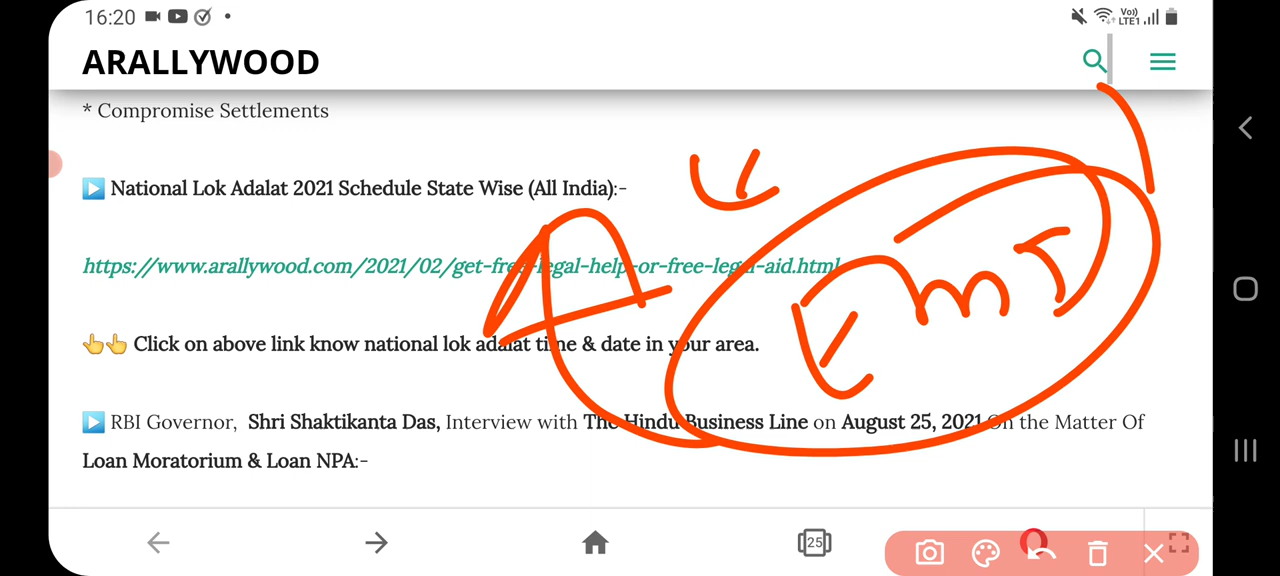 16:20
Vo) LTE1
ARALLYWOOD
* Compromise Settlements
National Lok Adalat 2021 Schedule State Wise (All India):-
https://www.arallywood.com/2021/02/get-free-legal-help-or-free-legal-aid.html
Click on above link know national lok adalat time & date in your area.
RBI Governor, Shri Shaktikanta Das, Interview with The Hindu Business Line on August 25, 2021 On the Matter Of
Loan Moratorium & Loan NPA:-
EMI
25